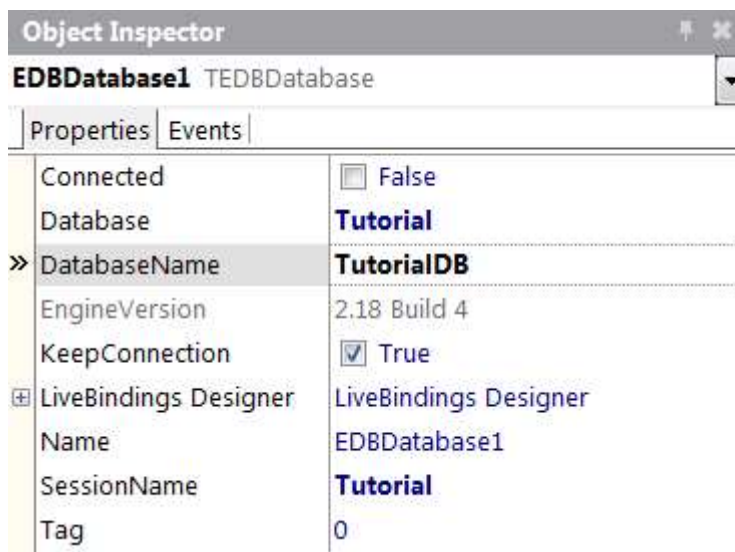 Object Inspector
EDBDatabase1 TEDBDatabase
Properties Events
Connected False
Database Tutorial
» DatabaseName TutorialDB
EngineVersion 2.18 Build 4
KeepConnection True
LiveBindings Designer LiveBindings Designer
Name EDBDatabase1
SessionName Tutorial
Tag 0